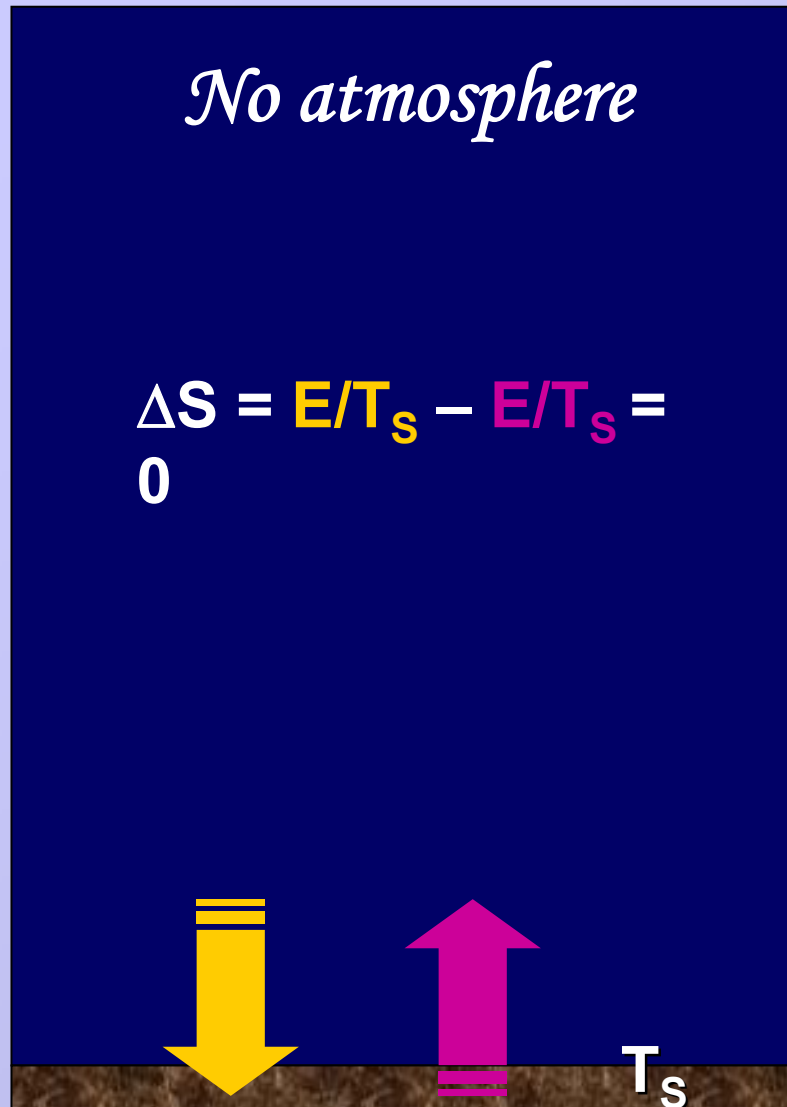 No atmosphere
ΔS = E/TS – E/TS =
0
TS